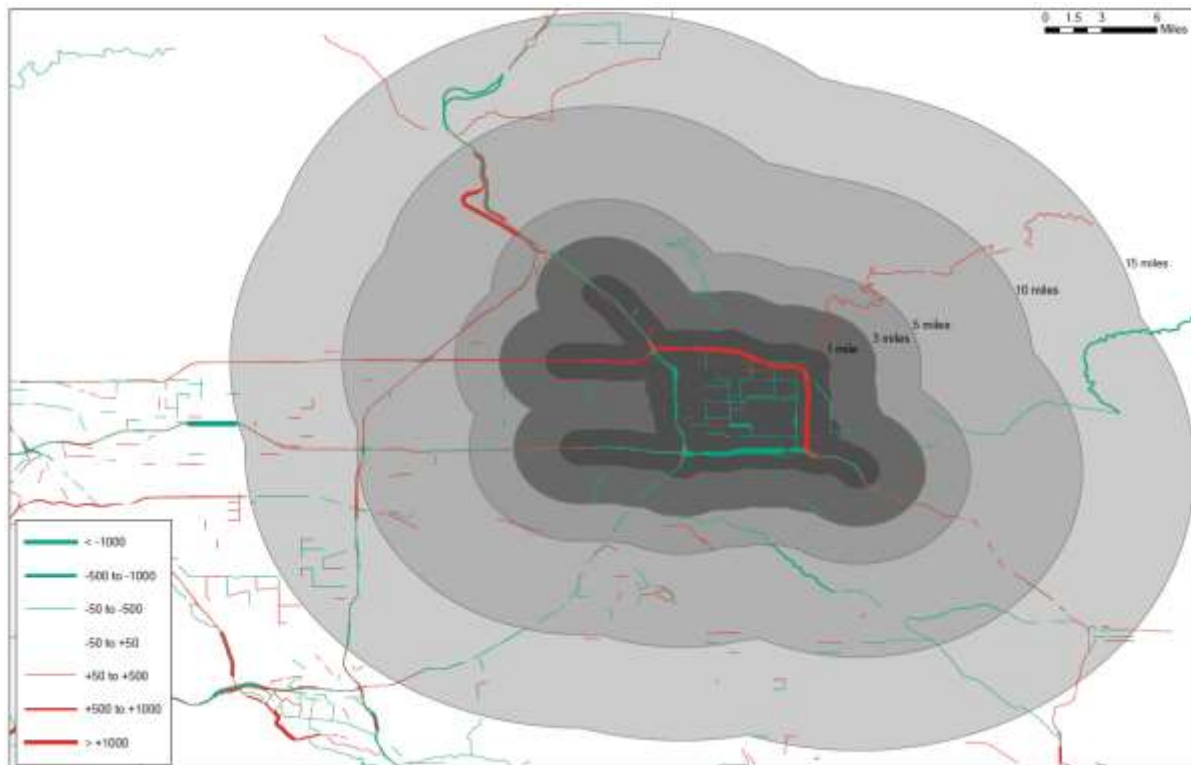 0 1.5 3 6
Miles
15 miles
10 miles
5 miles
3 miles
1 mile
< -1000
-500 to -1000
-50 to -500
-50 to +50
+50 to +500
+500 to +1000
> +1000